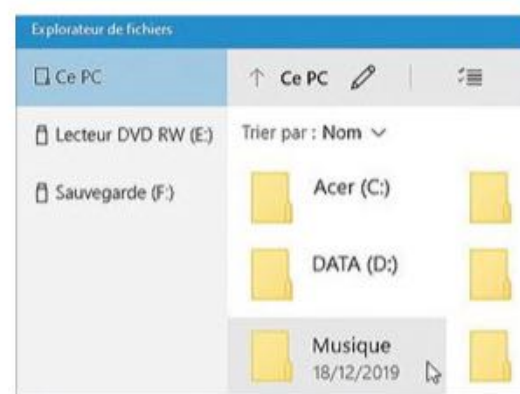 Explorateur de fichiers
Ce PC
Lecteur DVD RW (E:)
Sauvegarde (F:)
Ce PC
Trier par : Nom
Acer (C:)
DATA (D:)
Musique
18/12/2019